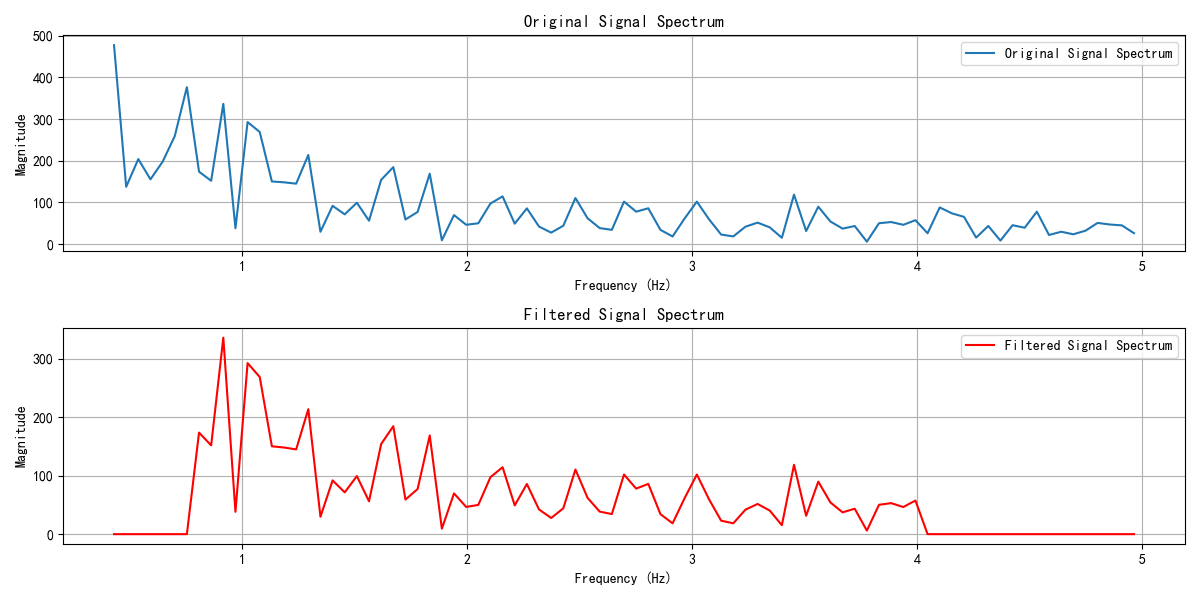 Original Signal Spectrum
500
400
300
200
100
0
Magnitude
Original Signal Spectrum
1 2 3 4 5
Frequency (Hz)
Filtered Signal Spectrum
300
200
100
0
Magnitude
Filtered Signal Spectrum
1 2 3 4 5
Frequency (Hz)